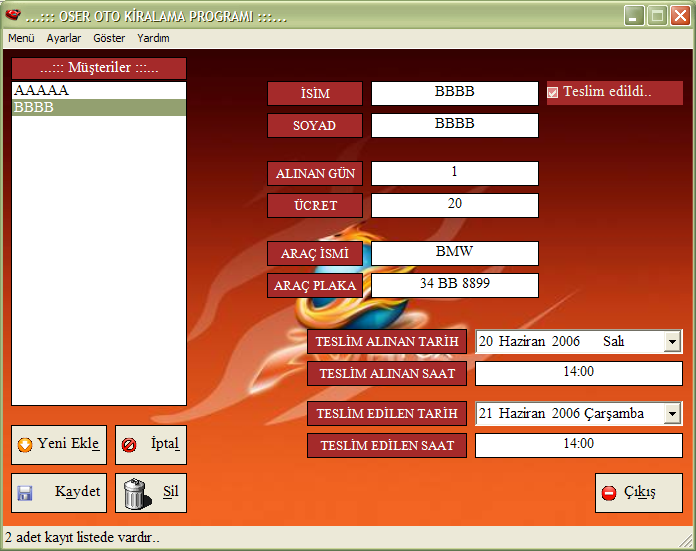 ...::: OSER OTO KİRALAMA PROGRAMI :::...
Menü Ayarlar Göster Yardım
...::: Müşteriler :::...
AAAAA
BBBB
İSİM BBBB Teslim edildi..
SOYAD BBBB
ALINAN GÜN 1
ÜCRET 20
ARAÇ İSMİ BMW
ARAÇ PLAKA 34 BB 8899
TESLİM ALINAN TARİH 20 Haziran 2006 Salı
TESLİM ALINAN SAAT 14:00
TESLİM EDİLEN TARİH 21 Haziran 2006 Çarşamba
TESLİM EDİLEN SAAT 14:00
Yeni Ekle İptal
Kaydet Sil Çıkış
2 adet kayıt listede vardır..